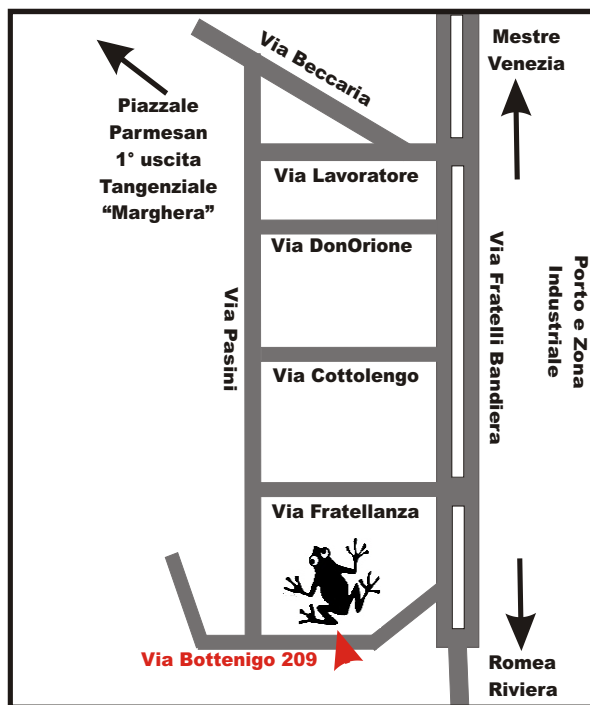 Via Beccaria
Mestre
Venezia
Piazzale
Parmesan
1° uscita
Tangenziale
“Marghera”
Via Lavoratore
Via DonOrione
Via Pasini
Via Fratelli Bandiera
Porto e Zona
Industriale
Via Cottolengo
Via Fratellanza
Via Bottenigo 209
Romea
Riviera